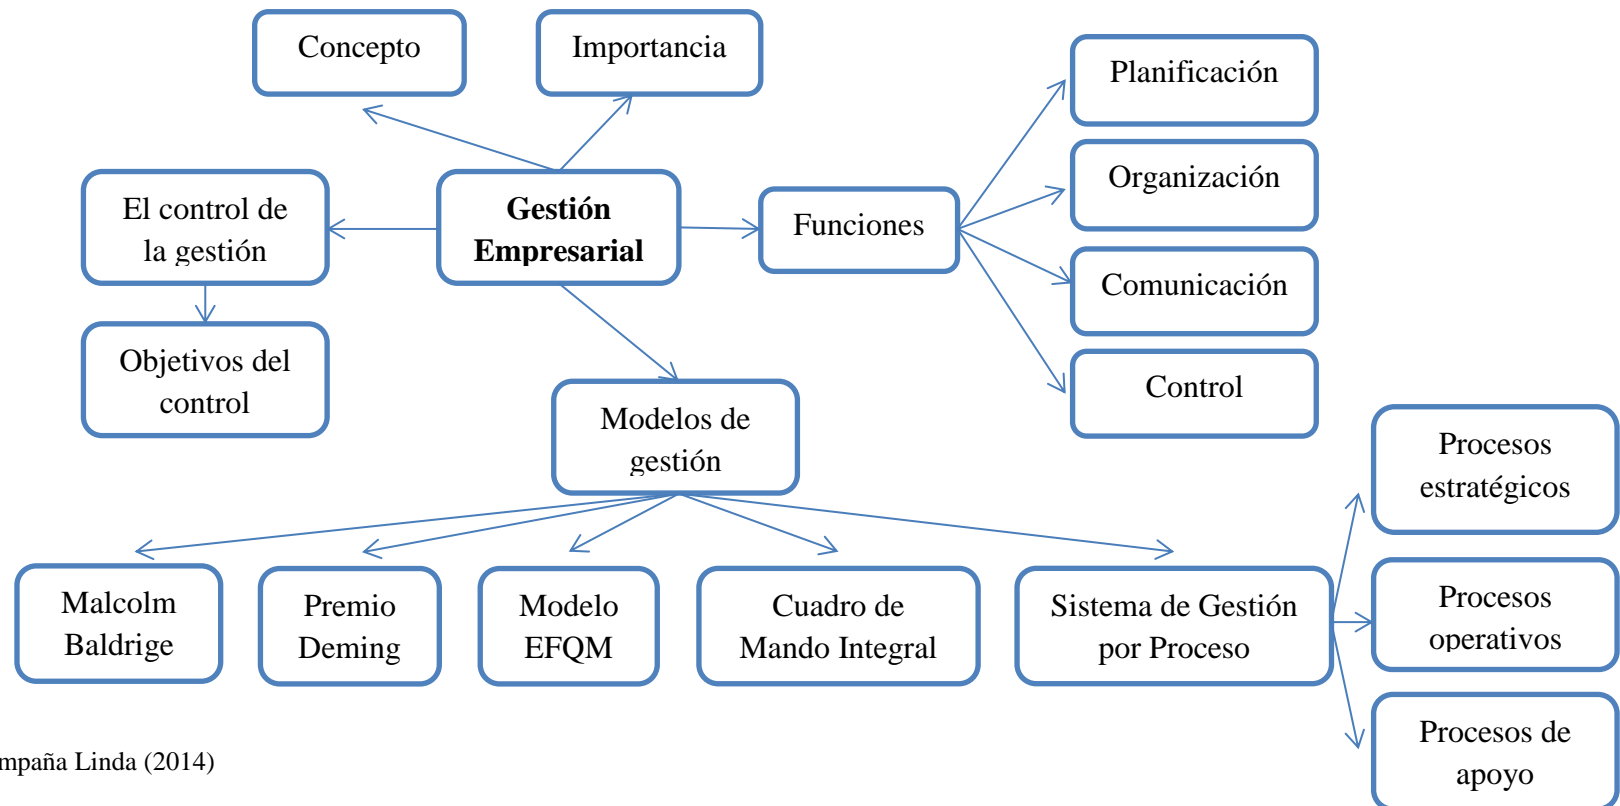 Concepto
Importancia
Planificación
Organización
El control de
la gestión
Gestión
Empresarial
Funciones
Comunicación
Objetivos del
control
Control
Modelos de
gestión
Procesos
estratégicos
Malcolm
Baldrige
Premio
Deming
Modelo
EFQM
Cuadro de
Mando Integral
Sistema de Gestión
por Proceso
Procesos
operativos
Procesos de
apoyo
mpaña Linda (2014)